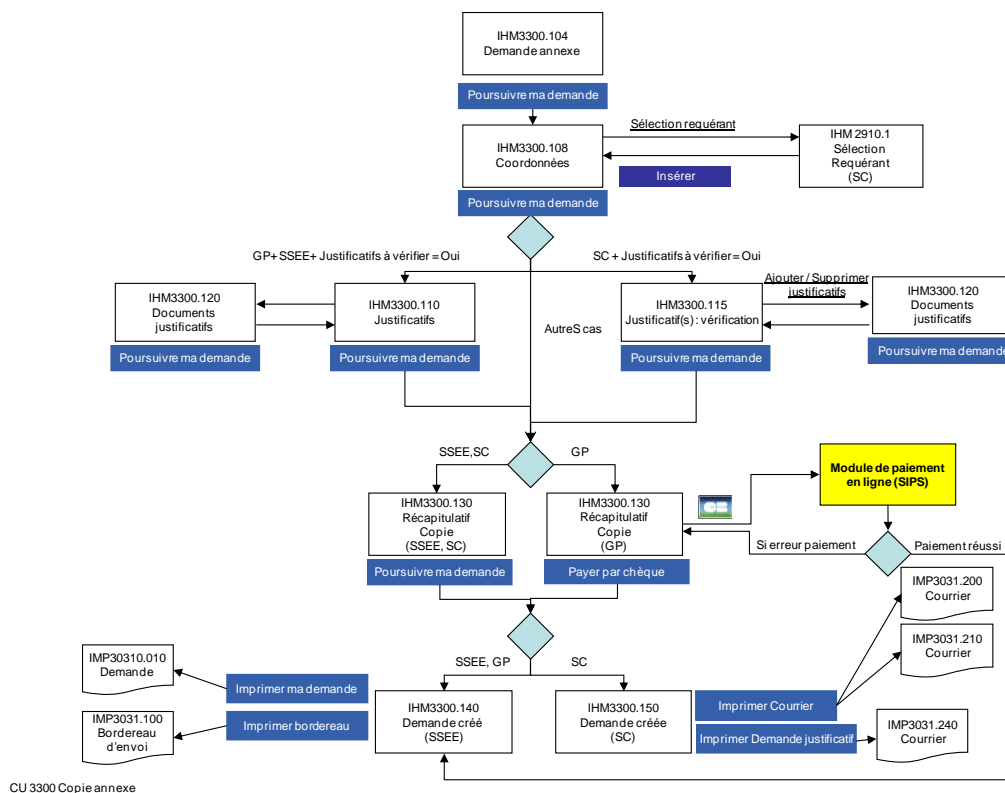 IHM3300.104
Demande annexe
Poursuivre ma demande
IHM3300.108
Coordonnées
Sélection requérant
Insérer
IHM 2910.1
Sélection
Requérant
(SC)
Poursuivre ma demande
GP+ SSEE+ Justificatifs à vérifier = Oui
SC + Justificatifs à vérifier = Oui
IHM3300.120
Documents
justificatifs
IHM3300.110
Justificatifs
AutreS cas
IHM3300.115
Justificatif(s) : vérification
Ajouter / Supprimer
justificatifs
IHM3300.120
Documents
justificatifs
Poursuivre ma demande
Poursuivre ma demande
Poursuivre ma demande
Poursuivre ma demande
SSEE,SC
GP
IHM3300.130
Récapitulatif
Copie
(SSEE, SC)
IHM3300.130
Récapitulatif
Copie
(GP)
CB
Module de paiement
en ligne (SIPS)
Si erreur paiement
Paiement réussi
Poursuivre ma demande
Payer par chèque
IMP3031.200
Courrier
IMP3031.210
Courrier
SSEE, GP
SC
IMP30310.010
Demande
Imprimer ma demande
IMP3031.100
Bordereau
d'envoi
Imprimer bordereau
IHM3300.140
Demande créé
(SSEE)
IHM3300.150
Demande créée
(SC)
Imprimer Courrier
Imprimer Demande justificatif
IMP3031.240
Courrier
CU 3300 Copie annexe